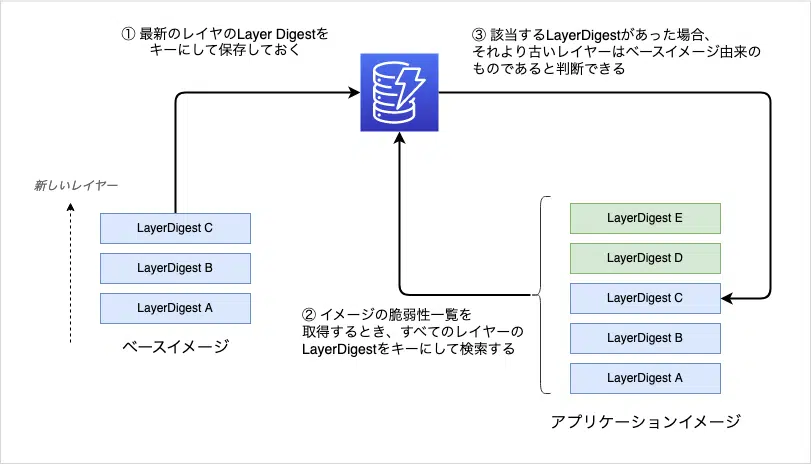 ① 最新のレイヤのLayer Digestを
キーにして保存しておく
③ 該当するLayerDigestがあった場合、
それより古いレイヤーはベースイメージ由来の
ものであると判断できる
新しいレイヤー
LayerDigest C
LayerDigest B
LayerDigest A
ベースイメージ
② イメージの脆弱性一覧を
取得するとき、すべてのレイヤーの
LayerDigestをキーにして検索する
LayerDigest E
LayerDigest D
LayerDigest C
LayerDigest B
LayerDigest A
アプリケーションイメージ